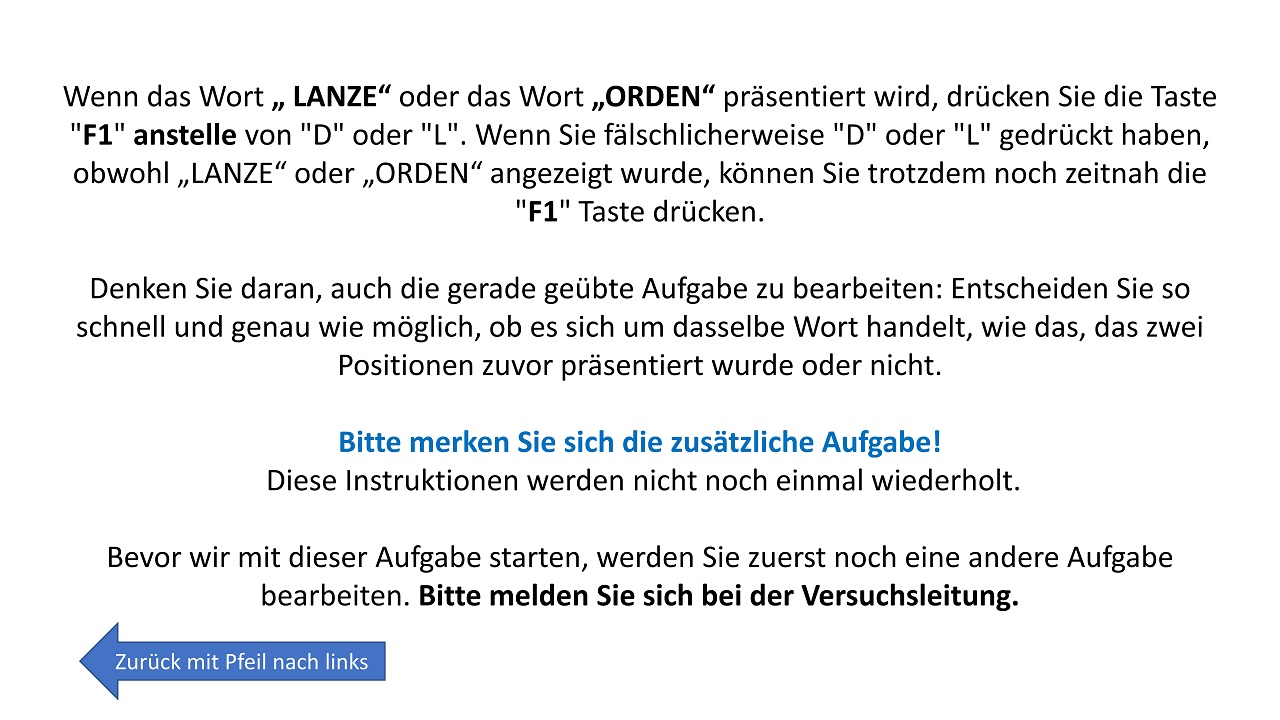 Wenn das Wort „ LANZE“ oder das Wort „ORDEN“ präsentiert wird, drücken Sie die Taste
"F1" anstelle von "D" oder "L". Wenn Sie fälschlicherweise "D" oder "L" gedrückt haben,
obwohl „LANZE“ oder „ORDEN“ angezeigt wurde, können Sie trotzdem noch zeitnah die
"F1" Taste drücken.
Denken Sie daran, auch die gerade geübte Aufgabe zu bearbeiten: Entscheiden Sie so
schnell und genau wie möglich, ob es sich um dasselbe Wort handelt, wie das, das zwei
Positionen zuvor präsentiert wurde oder nicht.
Bitte merken Sie sich die zusätzliche Aufgabe!
Diese Instruktionen werden nicht noch einmal wiederholt.
Bevor wir mit dieser Aufgabe starten, werden Sie zuerst noch eine andere Aufgabe
bearbeiten. Bitte melden Sie sich bei der Versuchsleitung.
Zurück mit Pfeil nach links